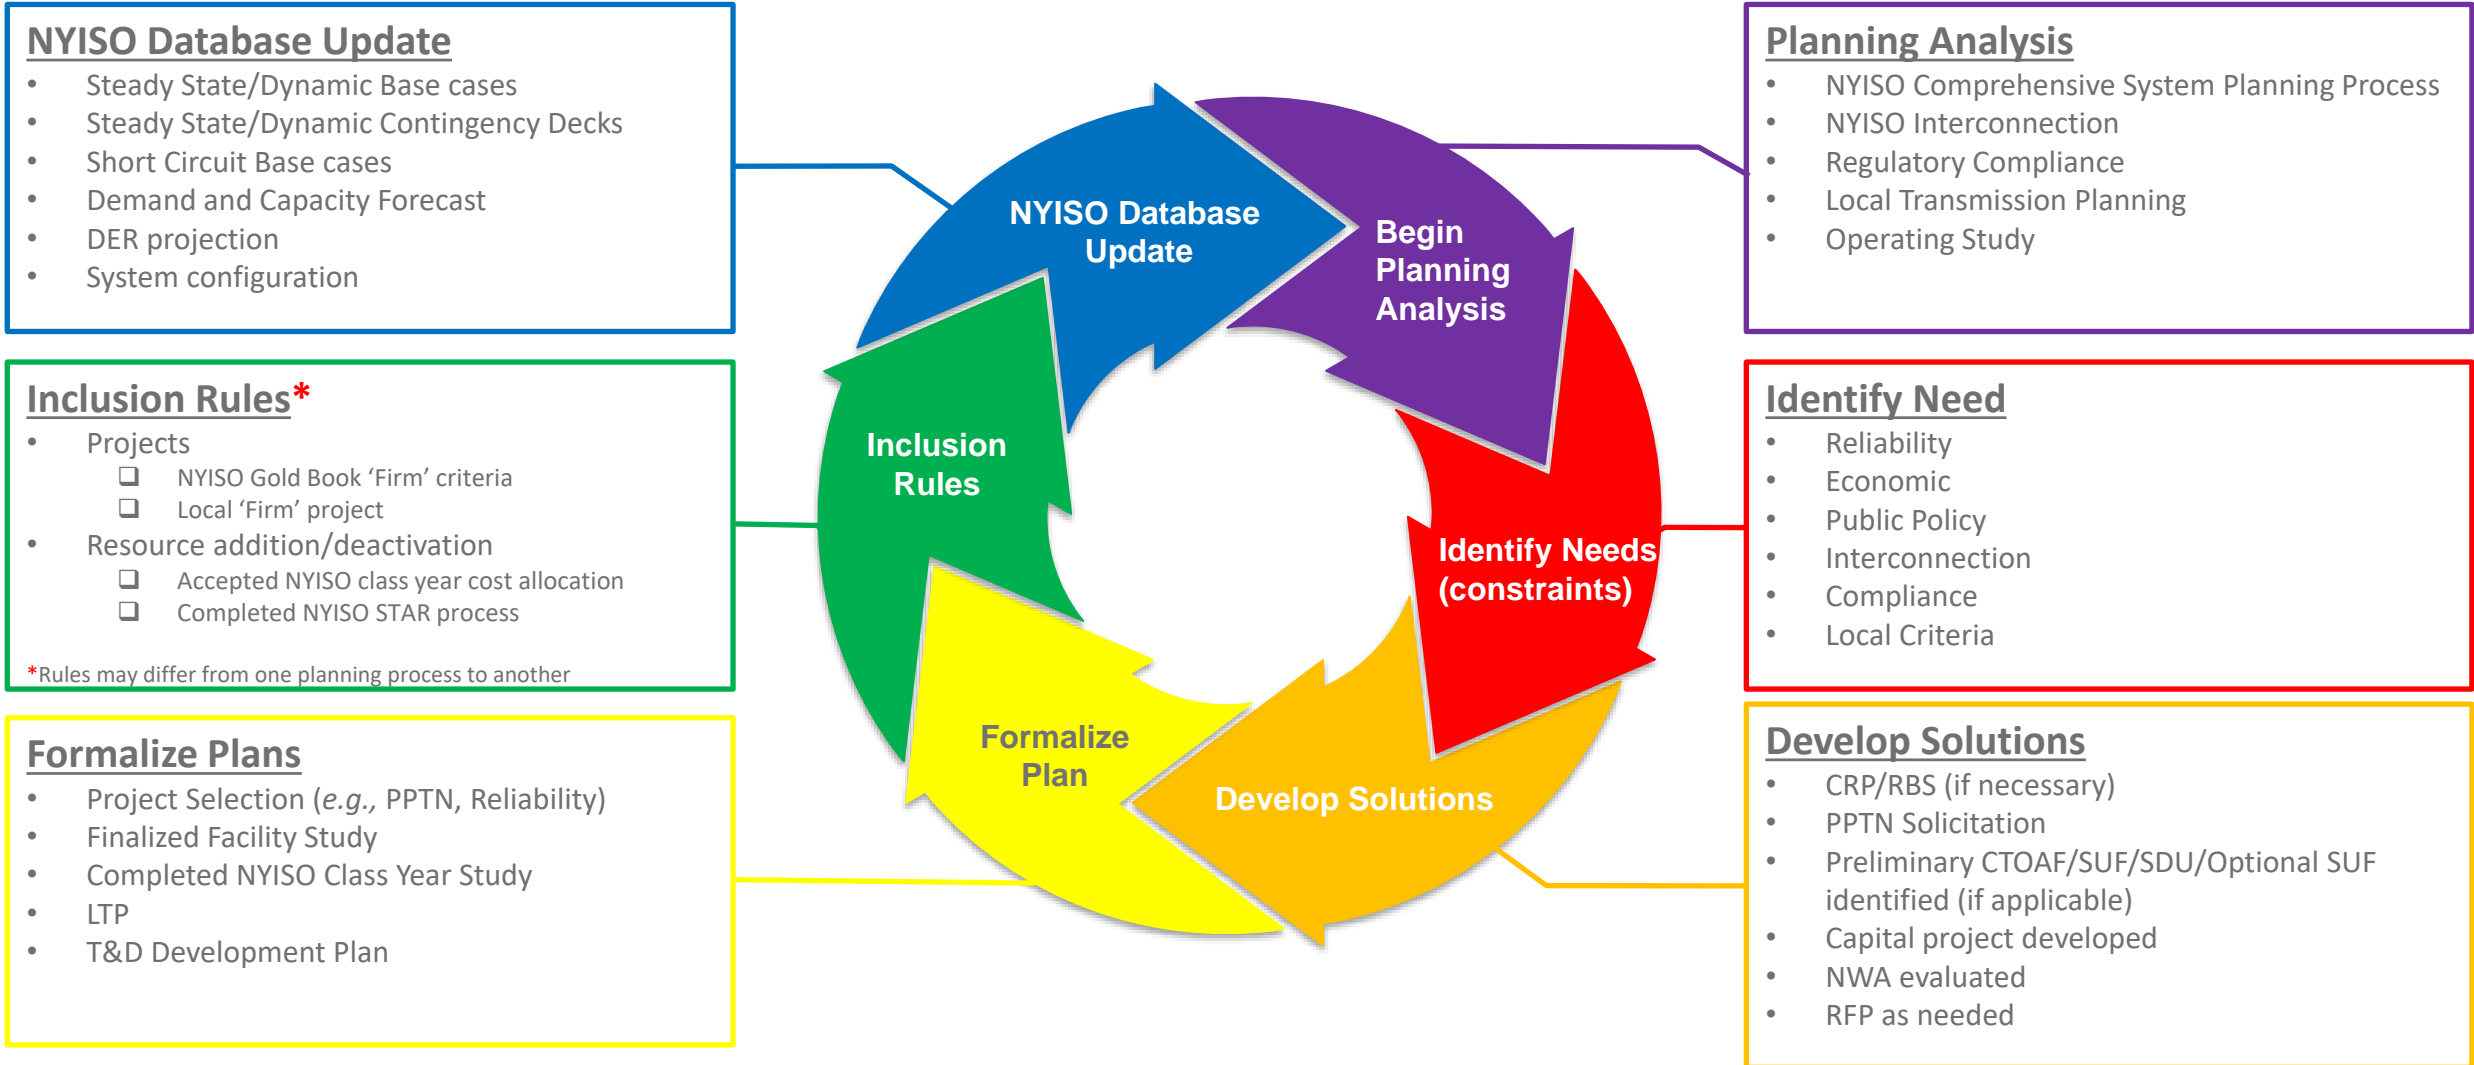 NYISO Database Update
• Steady State/Dynamic Base cases
• Steady State/Dynamic Contingency Decks
• Short Circuit Base cases
• Demand and Capacity Forecast
• DER projection
• System configuration
Inclusion Rules*
• Projects
❑ NYISO Gold Book ‘Firm’ criteria
❑ Local ‘Firm’ project
• Resource addition/deactivation
❑ Accepted NYISO class year cost allocation
❑ Completed NYISO STAR process
*Rules may differ from one planning process to another
Formalize Plans
• Project Selection (e.g., PPTN, Reliability)
• Finalized Facility Study
• Completed NYISO Class Year Study
• LTP
• T&D Development Plan
NYISO Database
Update
Begin
Planning
Analysis
Identify Needs
(constraints)
Develop Solutions
Formalize
Plan
Inclusion
Rules
Planning Analysis
• NYISO Comprehensive System Planning Process
• NYISO Interconnection
• Regulatory Compliance
• Local Transmission Planning
• Operating Study
Identify Need
• Reliability
• Economic
• Public Policy
• Interconnection
• Compliance
• Local Criteria
Develop Solutions
• CRP/RBS (if necessary)
• PPTN Solicitation
• Preliminary CTOAF/SUF/SDU/Optional SUF
identified (if applicable)
• Capital project developed
• NWA evaluated
• RFP as needed